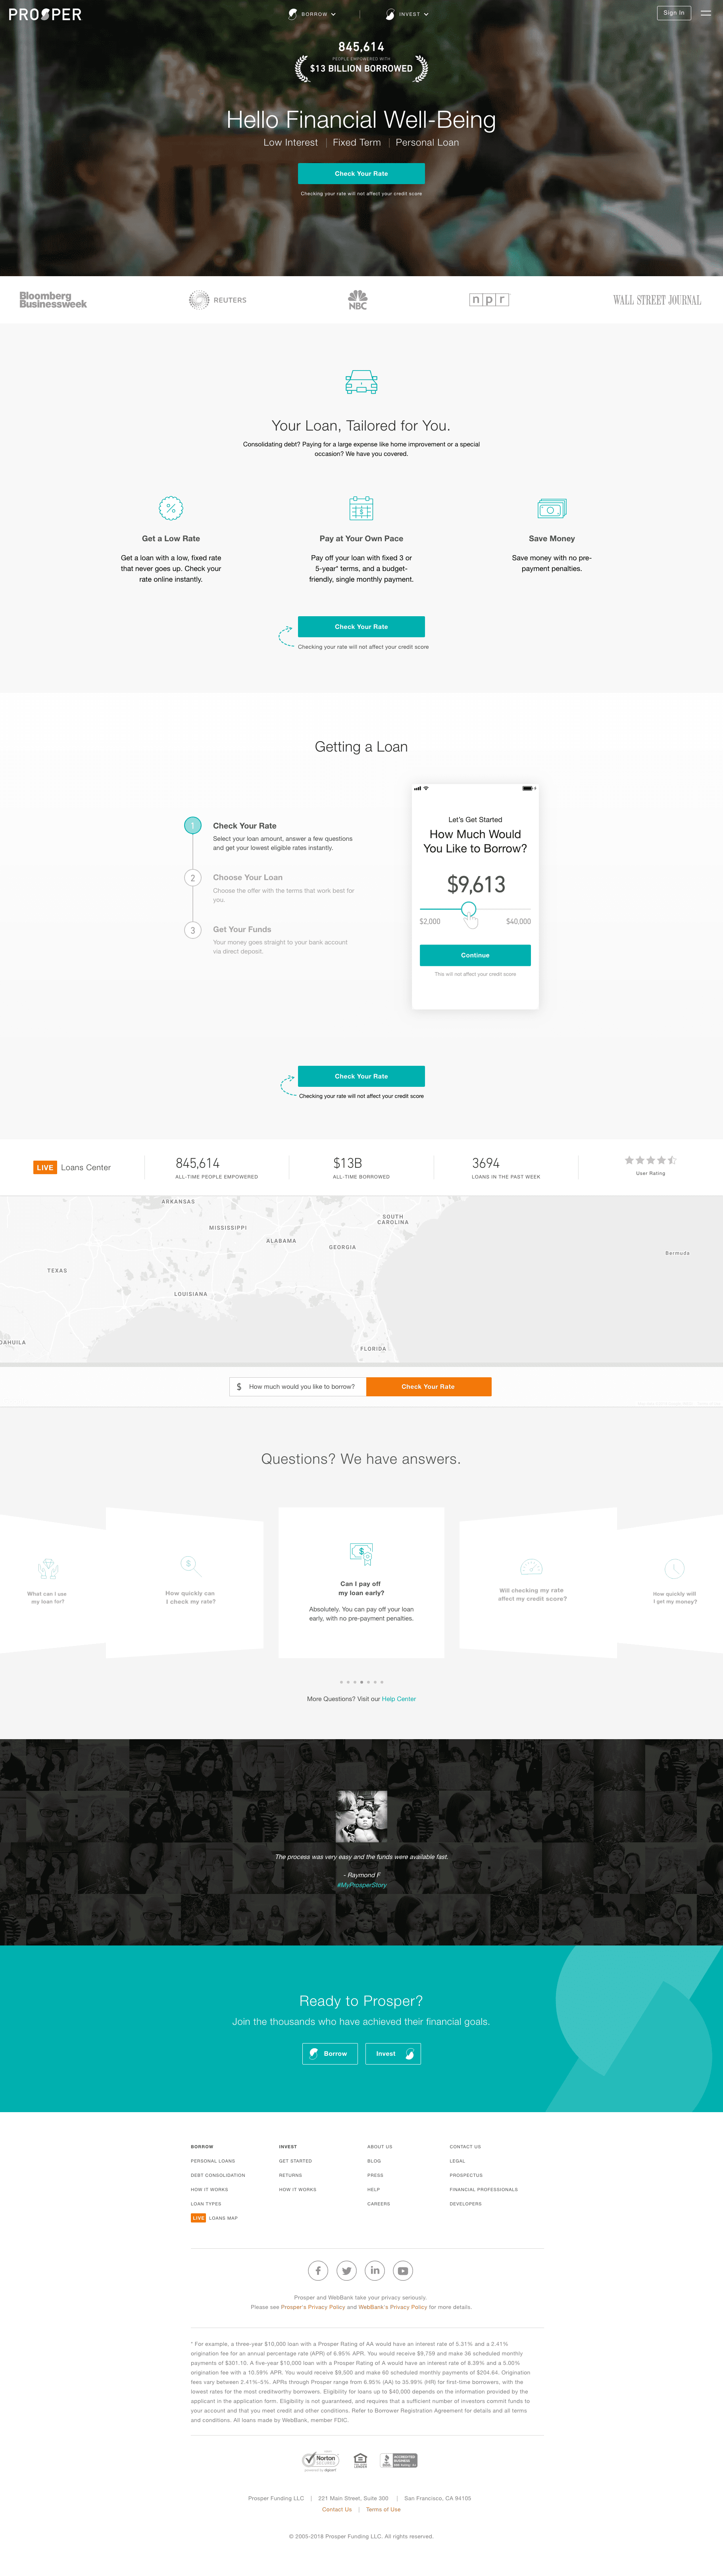 PROSPER
BORROW
INVEST
Sign In
845,614
PEOPLE EMPOWERED WITH
$13 BILLION BORROWED
Hello Financial Well-Being
Low Interest | Fixed Term | Personal Loan
Check Your Rate
Checking your rate will not affect your credit score
Bloomberg
Businessweek
REUTERS
NBC
npr
WALL STREET JOURNAL
Your Loan, Tailored for You.
Consolidating debt? Paying for a large expense like home improvement or a special
occasion? We have you covered.
Get a Low Rate
Get a loan with a low, fixed rate
that never goes up. Check your
rate online instantly.
Pay at Your Own Pace
Pay off your loan with fixed 3 or
5-year* terms, and a budget-
friendly, single monthly payment.
Save Money
Save money with no pre-
payment penalties.
Check Your Rate
Checking your rate will not affect your credit score
Getting a Loan
1
Check Your Rate
Select your loan amount, answer a few questions
and get your lowest eligible rates instantly.
2
Choose Your Loan
Choose the offer with the terms that work best for
you.
3
Get Your Funds
Your money goes straight to your bank account
via direct deposit.
Let's Get Started
How Much Would
You Like to Borrow?
$9,613
$2,000
$40,000
Continue
This will not affect your credit score
Check Your Rate
Checking your rate will not affect your credit score
LIVE Loans Center
845,614
ALL-TIME PEOPLE EMPOWERED
$13B
ALL-TIME BORROWED
3694
LOANS IN THE PAST WEEK
User Rating
ARKANSAS
SOUTH
CAROLINA
MISSISSIPPI
ALABAMA
GEORGIA
Bermuda
TEXAS
LOUISIANA
OAHUILA
FLORIDA
$ How much would you like to borrow?
Check Your Rate
Questions? We have answers.
What can I use
my loan for?
How quickly can
I check my rate?
Can I pay off
my loan early?
Absolutely. You can pay off your loan
early, with no pre-payment penalties.
Will checking my rate
affect my credit score?
How quickly will
I get my money?
More Questions? Visit our Help Center
The process was very easy and the funds were available fast.
- Raymond F
#MyProsperStory
Ready to Prosper?
Join the thousands who have achieved their financial goals.
Borrow
Invest
BORROW
PERSONAL LOANS
DEBT CONSOLIDATION
HOW IT WORKS
LOAN TYPES
LIVE LOANS MAP
INVEST
GET STARTED
RETURNS
HOW IT WORKS
ABOUT US
BLOG
PRESS
HELP
CAREERS
CONTACT US
LEGAL
PROSPECTUS
FINANCIAL PROFESSIONALS
DEVELOPERS
Prosper and WebBank take your privacy seriously.
Please see Prosper's Privacy Policy and WebBank's Privacy Policy for more details.
* For example, a three-year $10,000 loan with a Prosper Rating of AA would have an interest rate of 5.31% and a 2.41%
origination fee for an annual percentage rate (APR) of 6.95% APR. You would receive $9,759 and make 36 scheduled monthly
payments of $301.10. A five-year $10,000 loan with a Prosper Rating of A would have an interest rate of 8.39% and a 5.00%
origination fee with a 10.59% APR. You would receive $9,500 and make 60 scheduled monthly payments of $204.64. Origination
fees vary between 2.41%-5%. APRs through Prosper range from 6.95% (AA) to 35.99% (HR) for first-time borrowers, with the
lowest rates for the most creditworthy borrowers. Eligibility for loans up to $40,000 depends on the information provided by the
applicant in the application form. Eligibility is not guaranteed, and requires that a sufficient number of investors commit funds to
your account and that you meet credit and other conditions. Refer to Borrower Registration Agreement for details and all terms
and conditions. All loans made by WebBank, member FDIC.
Norton
SECURED
powered by digicert
ACCREDITED
BUSINESS
Prosper Funding LLC | 221 Main Street, Suite 300 | San Francisco, CA 94105
Contact Us | Terms of Use
© 2005-2018 Prosper Funding LLC. All rights reserved.